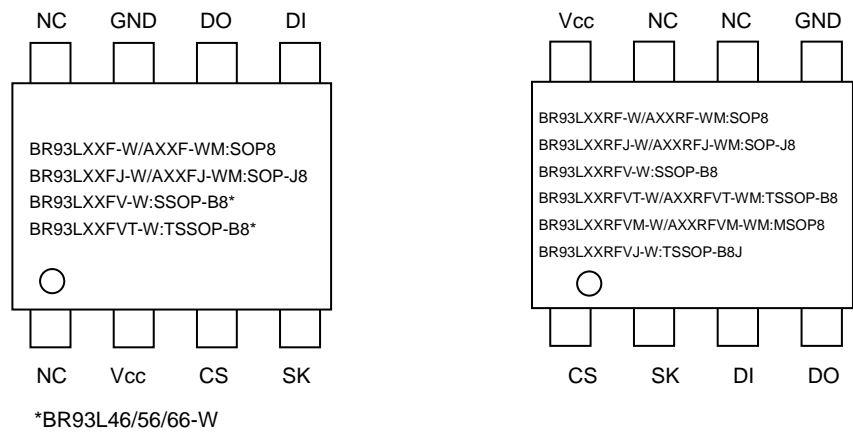 NC GND DO DI
BR93LXXF-W/AXXF-WM:SOP8
BR93LXXFJ-W/AXXFJ-WM:SOP-J8
BR93LXXFV-W:SSOP-B8*
BR93LXXFVT-W:TSSOP-B8*
NC Vcc CS SK
*BR93L46/56/66-W
Vcc NC NC GND
BR93LXXRF-W/AXXRF-WM:SOP8
BR93LXXRFJ-W/AXXRFJ-WM:SOP-J8
BR93LXXRFV-W:SSOP-B8
BR93LXXRFVT-W/AXXRFVT-WM:TSSOP-B8
BR93LXXRFVM-W/AXXRFVM-WM:MSOP8
BR93LXXRFVJ-W:TSSOP-B8J
CS SK DI DO